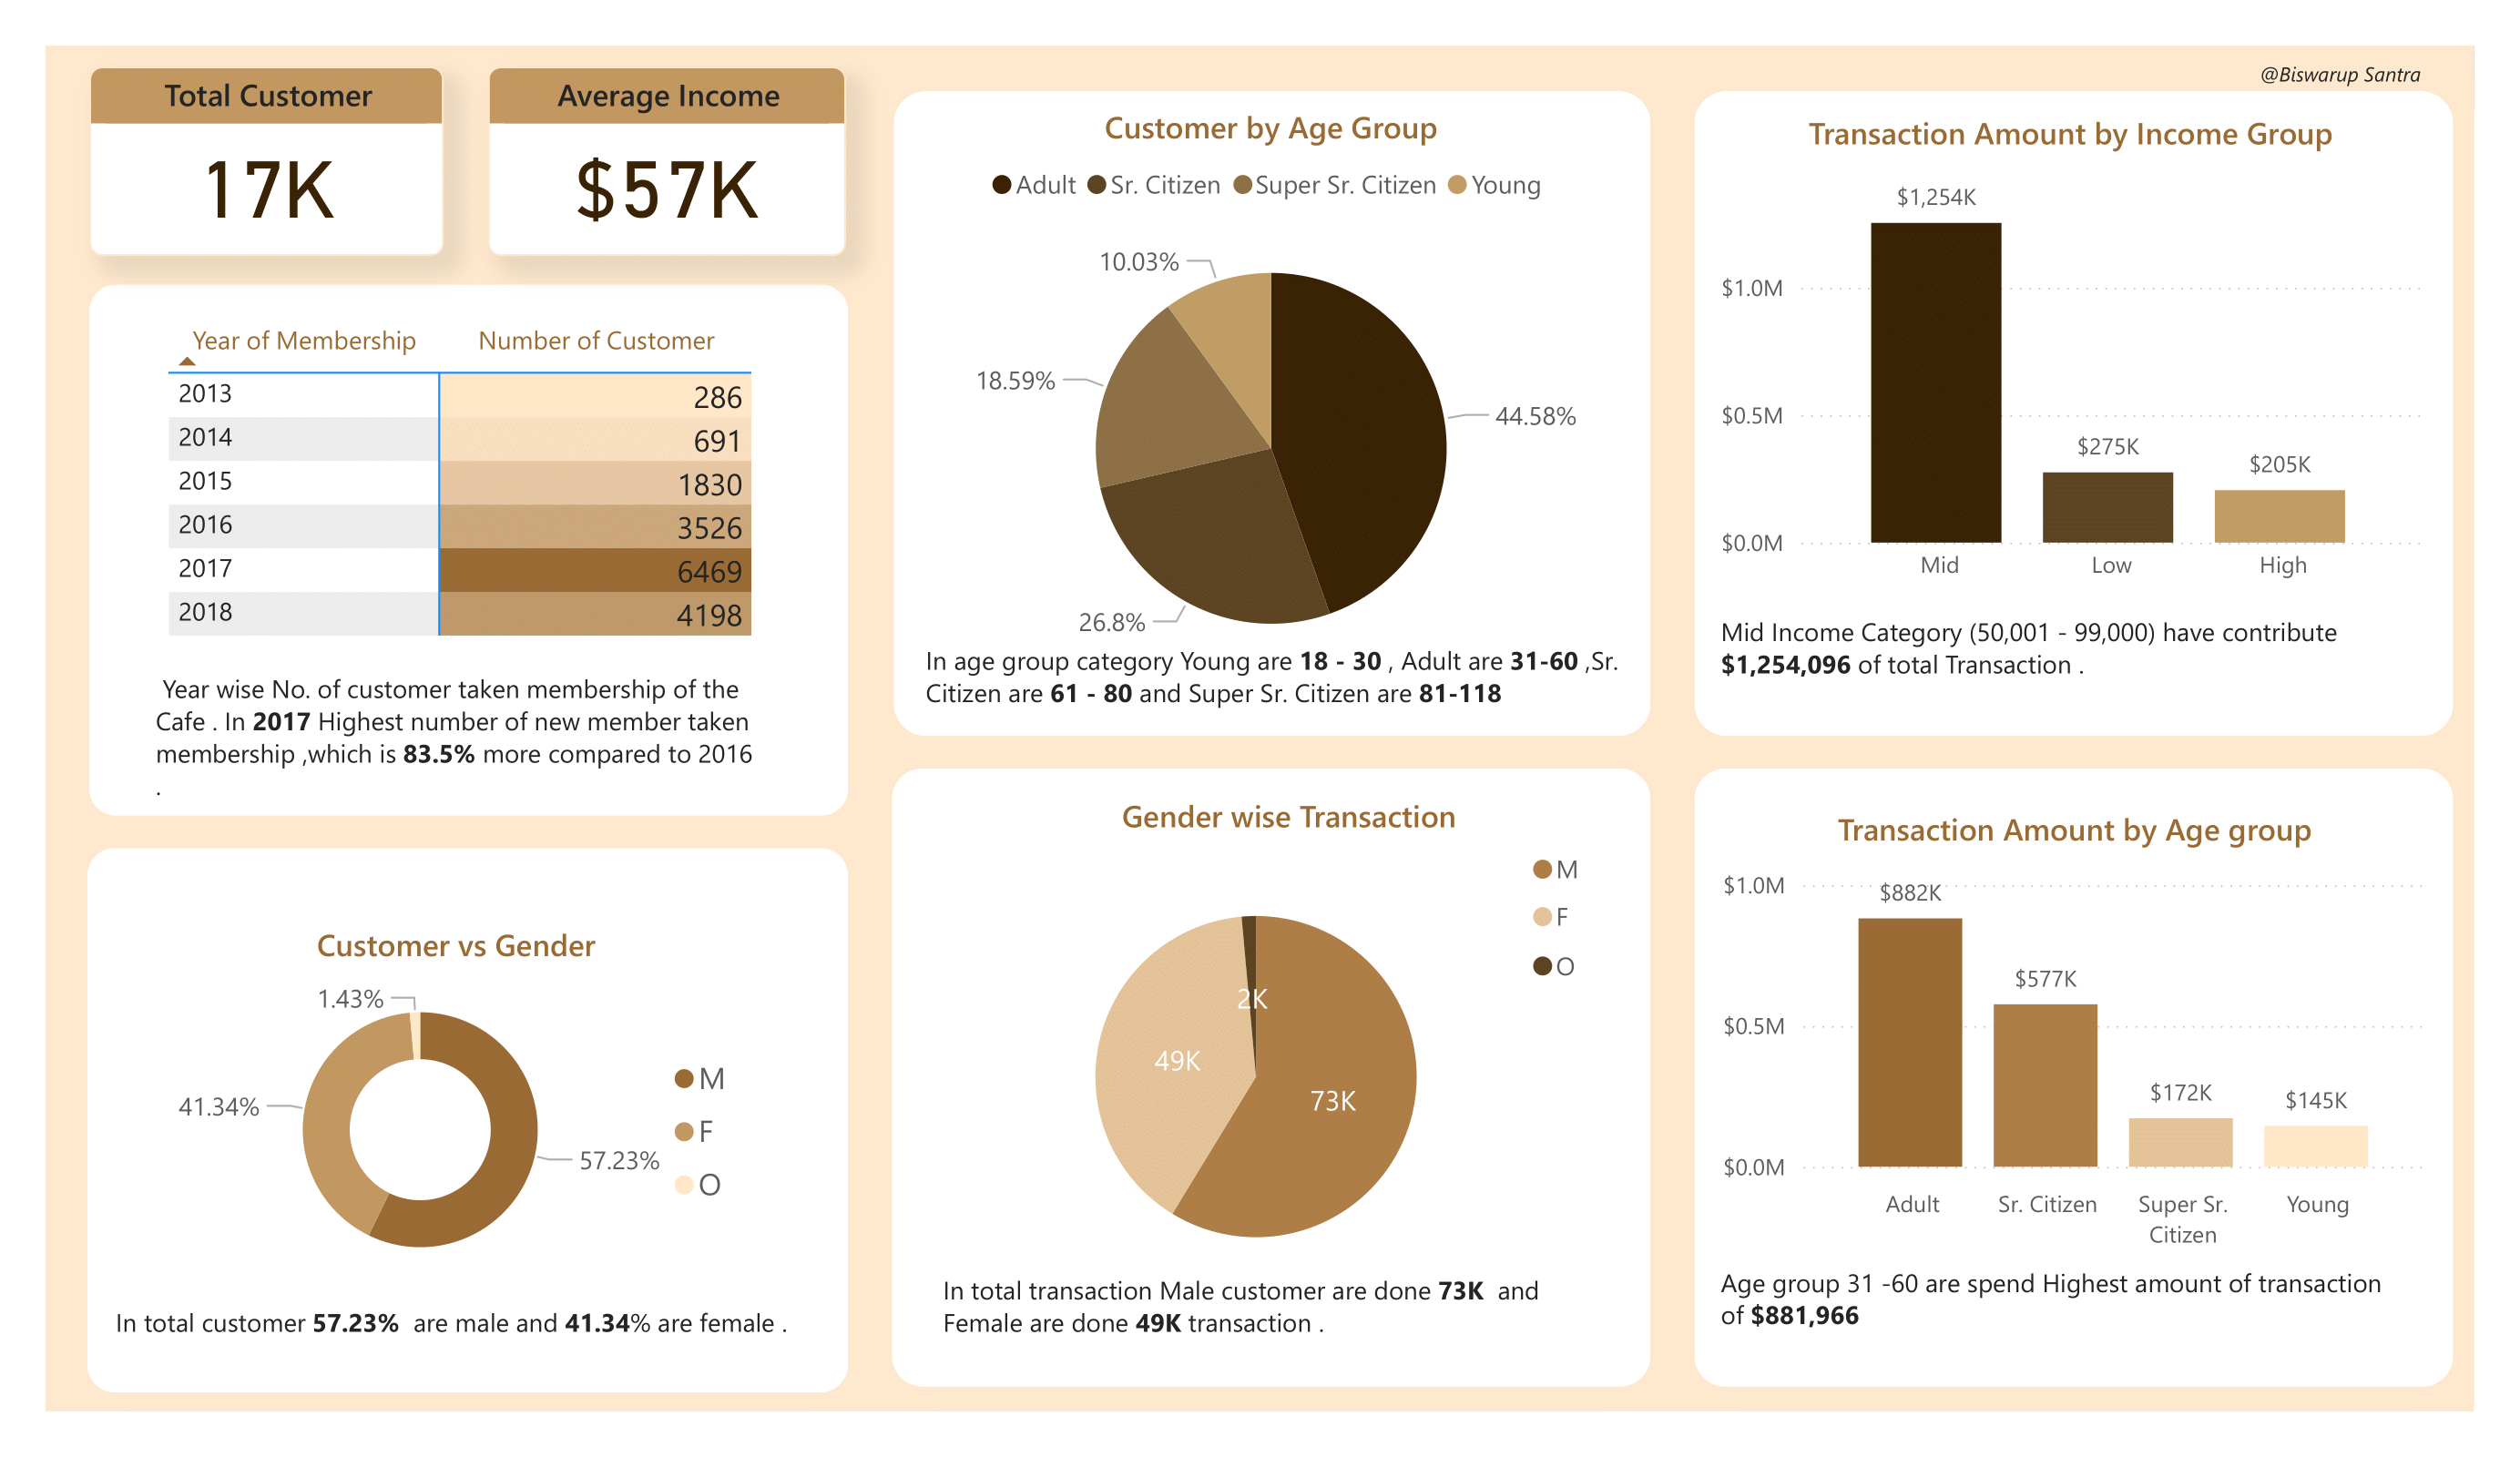 @Biswarup Santra
Total Customer
17K
Average Income
$57K
Year of Membership Number of Customer
2013 286
2014 691
2015 1830
2016 3526
2017 6469
2018 4198
Year wise No. of customer taken membership of the
Cafe . In 2017 Highest number of new member taken
membership ,which is 83.5% more compared to 2016
.
Customer vs Gender
1.43%
41.34%
57.23%
M
F
O
In total customer 57.23% are male and 41.34% are female .
Customer by Age Group
Adult Sr. Citizen Super Sr. Citizen Young
10.03%
18.59%
44.58%
26.8%
In age group category Young are 18 - 30 , Adult are 31-60 ,Sr.
Citizen are 61 - 80 and Super Sr. Citizen are 81-118
Gender wise Transaction
M
F
O
2K
49K
73K
In total transaction Male customer are done 73K and
Female are done 49K transaction .
Transaction Amount by Income Group
$1,254K
$1.0M
$0.5M
$275K
$205K
$0.0M
Mid Low High
Mid Income Category (50,001 - 99,000) have contribute
$1,254,096 of total Transaction .
Transaction Amount by Age group
$1.0M
$882K
$577K
$0.5M
$172K
$145K
$0.0M
Adult Sr. Citizen Super Sr. Young
Citizen
Age group 31 -60 are spend Highest amount of transaction
of $881,966